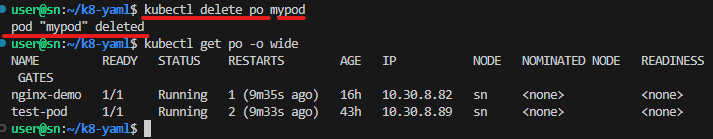 user@sn:~/k8-yaml$ kubectl delete po mypod
pod "mypod" deleted
user@sn:~/k8-yaml$ kubectl get po -o wide
NAME         READY   STATUS    RESTARTS        AGE   IP           NODE   NOMINATED NODE   READINESS
 GATES
nginx-demo   1/1     Running   1 (9m35s ago)   16h   10.30.8.82   sn     <none>           <none>
test-pod     1/1     Running   2 (9m33s ago)   43h   10.30.8.89   sn     <none>           <none>
user@sn:~/k8-yaml$